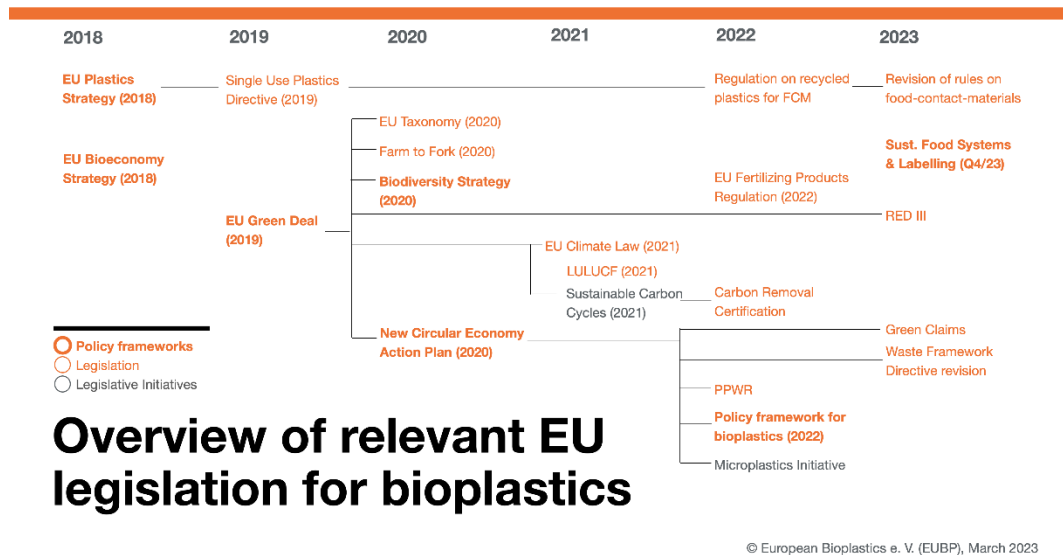 2018 2019 2020 2021 2022 2023
EU Plastics
Strategy (2018)
Single Use Plastics
Directive (2019)
Regulation on recycled
plastics for FCM
Revision of rules on
food-contact-materials
EU Taxonomy (2020)
EU Bioeconomy
Strategy (2018)
Farm to Fork (2020)
Sust. Food Systems
& Labelling (Q4/23)
Biodiversity Strategy
(2020)
EU Fertilizing Products
Regulation (2022)
EU Green Deal
(2019)
RED III
EU Climate Law (2021)
LULUCF (2021)
Sustainable Carbon
Cycles (2021)
Carbon Removal
Certification
New Circular Economy
Action Plan (2020)
Green Claims
Waste Framework
Directive revision
PPWR
Policy framework for
bioplastics (2022)
Microplastics Initiative
Policy frameworks
Legislation
Legislative Initiatives
Overview of relevant EU
legislation for bioplastics
© European Bioplastics e. V. (EUBP), March 2023